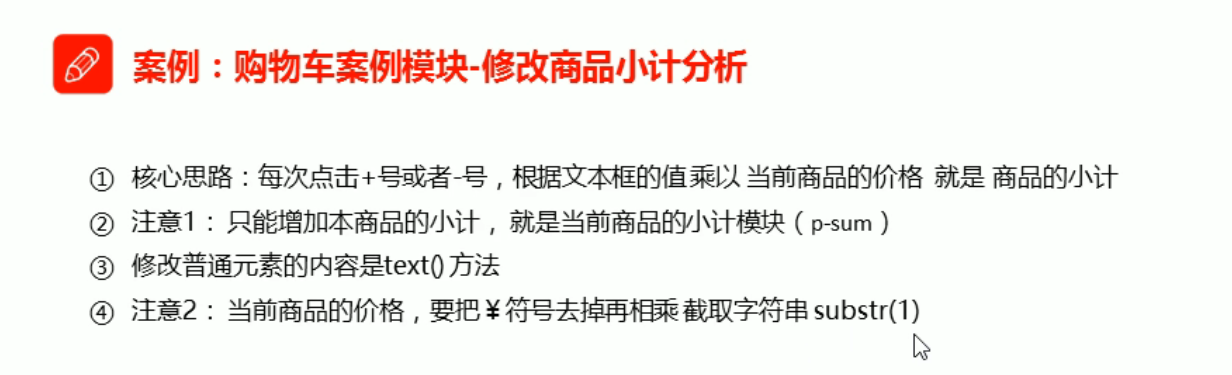 案例：购物车案例模块-修改商品小计分析
① 核心思路：每次点击+号或者-号，根据文本框的值乘以 当前商品的价格 就是 商品的小计
② 注意1： 只能增加本商品的小计， 就是当前商品的小计模块（p-sum）
③ 修改普通元素的内容是text()方法
④ 注意2： 当前商品的价格，要把￥符号去掉再相乘 截取字符串 substr(1)